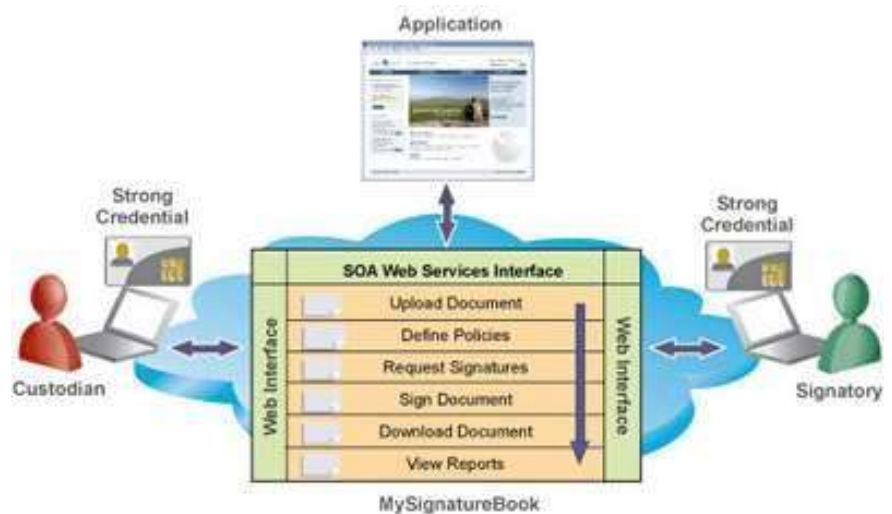 Application
Strong
Credential
Strong
Credential
SOA Web Services Interface
Web Interface
Upload Document
Define Policies
Request Signatures
Sign Document
Download Document
View Reports
Web Interface
Custodian
Signatory
MySignatureBook